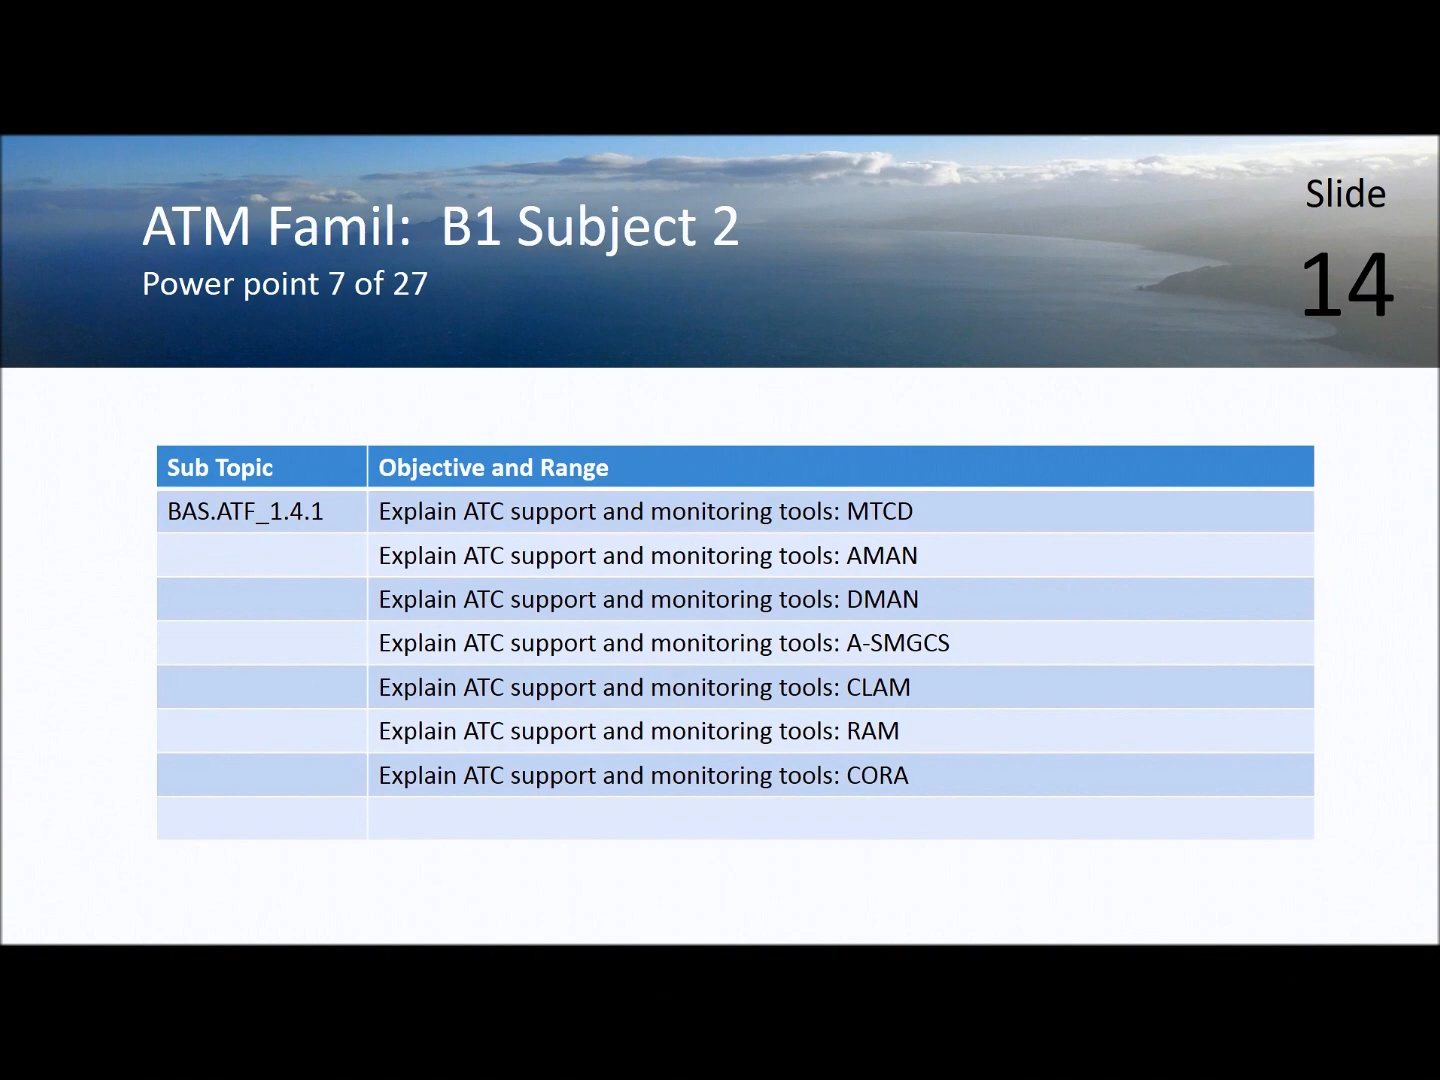 ATM Famil:  B1 Subject 2
Power point 7 of 27
Slide
14
Sub Topic Objective and Range
BAS.ATF_1.4.1 Explain ATC support and monitoring tools: MTCD
Explain ATC support and monitoring tools: AMAN
Explain ATC support and monitoring tools: DMAN
Explain ATC support and monitoring tools: A-SMGCS
Explain ATC support and monitoring tools: CLAM
Explain ATC support and monitoring tools: RAM
Explain ATC support and monitoring tools: CORA